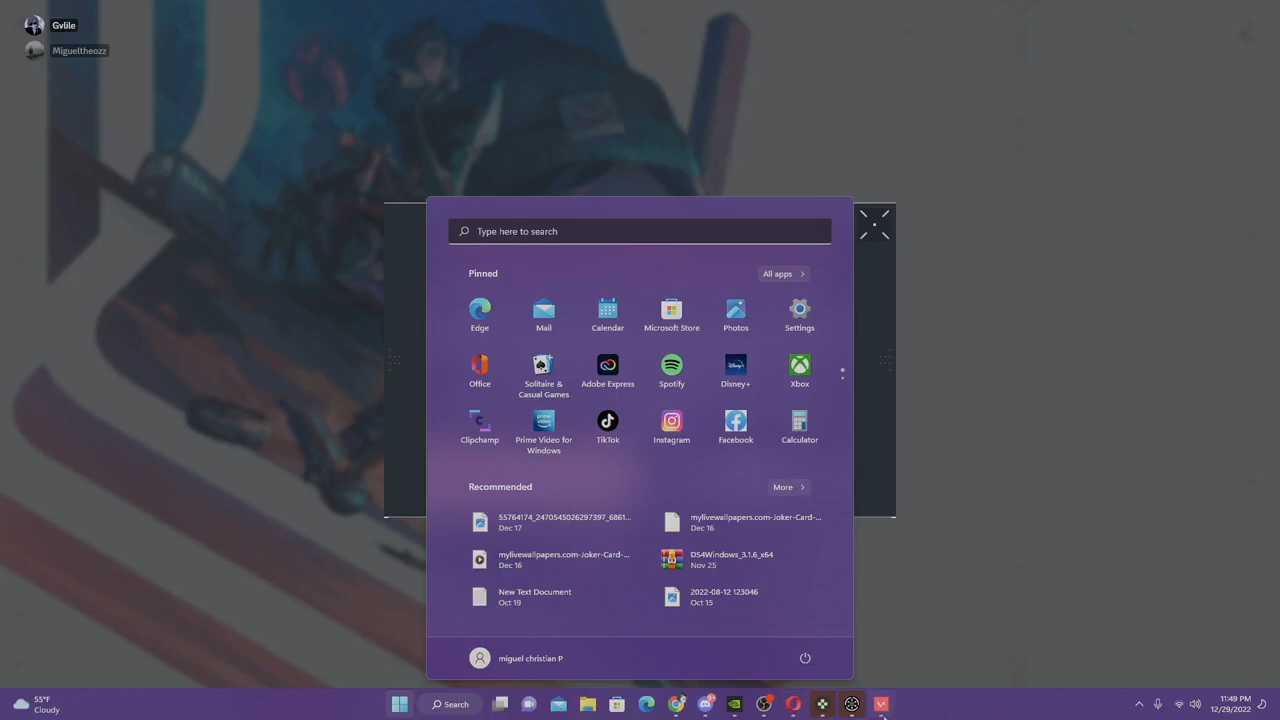 Gvlile
Migueltheozz
Type here to search
Pinned
All apps
Edge
Mail
Calendar
Microsoft Store
Photos
Settings
Office
Solitaire &
Casual Games
Adobe Express
Spotify
Disney+
Xbox
Clipchamp
Prime Video for
Windows
TikTok
Instagram
Facebook
Calculator
Recommended
More
55764174_2470545026297397_6861...
Dec 17
mylivewallpapers.com-Joker-Card-...
Dec 16
mylivewallpapers.com-Joker-Card-...
Dec 16
DS4Windows_3.1.6_x64
Nov 25
New Text Document
Oct 19
2022-08-12 123046
Oct 15
miguel christian P
55°F
Cloudy
Search
11:49 PM
12/29/2022